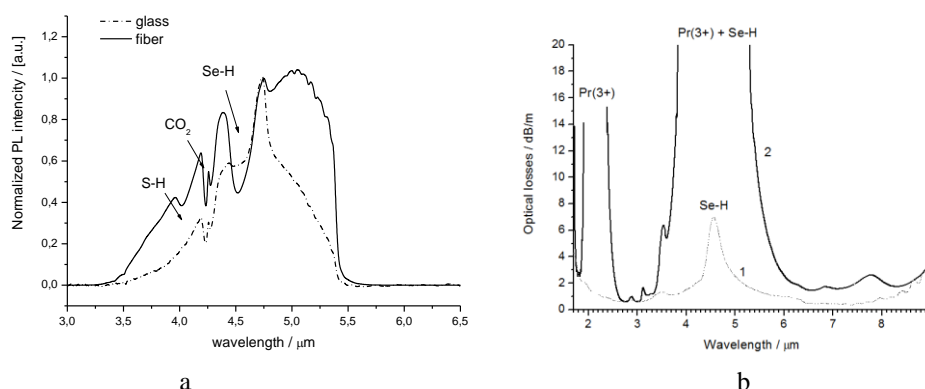 glass
fiber
Normalized PL intencity / [a.u.]
1,2
1,0
0,8
0,6
0,4
0,2
0,0
Se-H
CO2
S-H
3,0 3,5 4,0 4,5 5,0 5,5 6,0 6,5
wavelength / μm
a
Pr(3+) + Se-H
Pr(3+)
Optical losses / dB/m
20
18
16
14
12
10
8
6
4
2
0
2
Se-H
1
2 3 4 5 6 7 8
Wavelength / μm
b